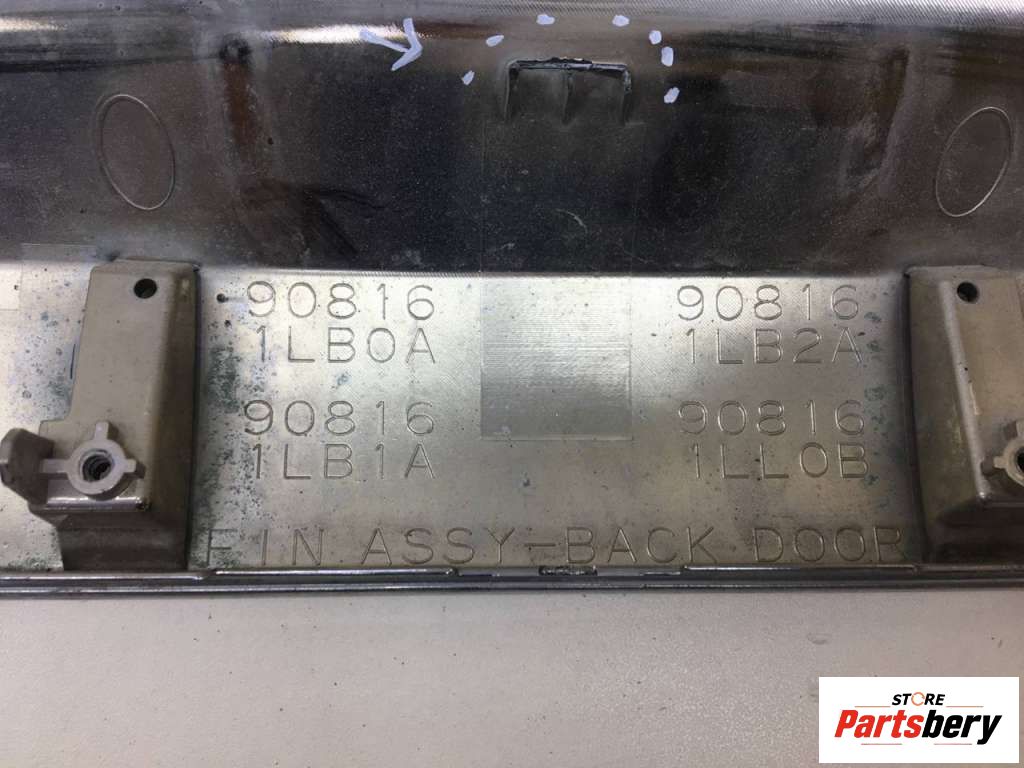 90816
1LB0A
90816
1LB2A
90816
1LB1A
90816
1LL0B
FIN ASSY-BACK DOOR
STORE
Partsbery